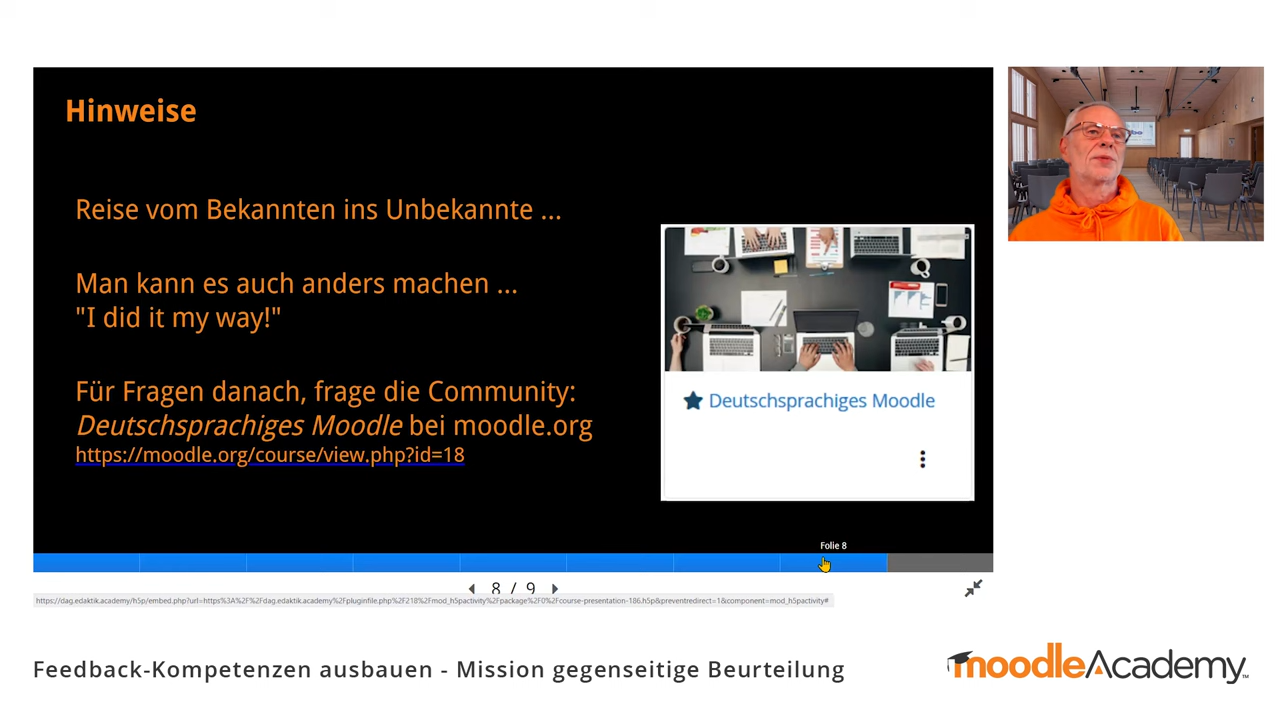 Hinweise
Reise vom Bekannten ins Unbekannte ...
Man kann es auch anders machen ...
"I did it my way!"
Für Fragen danach, frage die Community:
Deutschsprachiges Moodle bei moodle.org
https://moodle.org/course/view.php?id=18
Deutschsprachiges Moodle
Folie 8
8 / 9
https://dag.edaktik.academy/h5p/embed.php?url=https%3A%2F%2Fdag.edaktik.academy%2Fpluginfile.php%2F218%2Fmod_h5pactivity%2Fpackage%2F0%2Fcourse-presentation-186.h5p&preventredirect=1&component=mod_h5pactivity#
Feedback-Kompetenzen ausbauen - Mission gegenseitige Beurteilung
moodleAcademy™